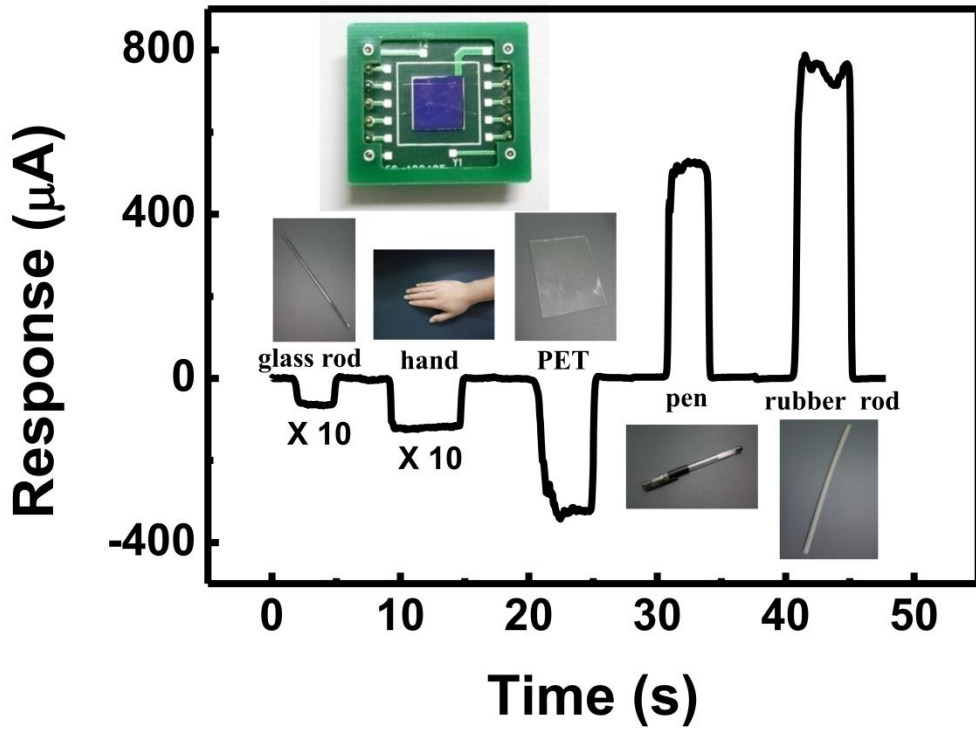 800
400
0
-400
Response (μA)
Y1
glass rod
hand
PET
X 10
X 10
pen
rubber rod
0
10
20
30
40
50
Time (s)